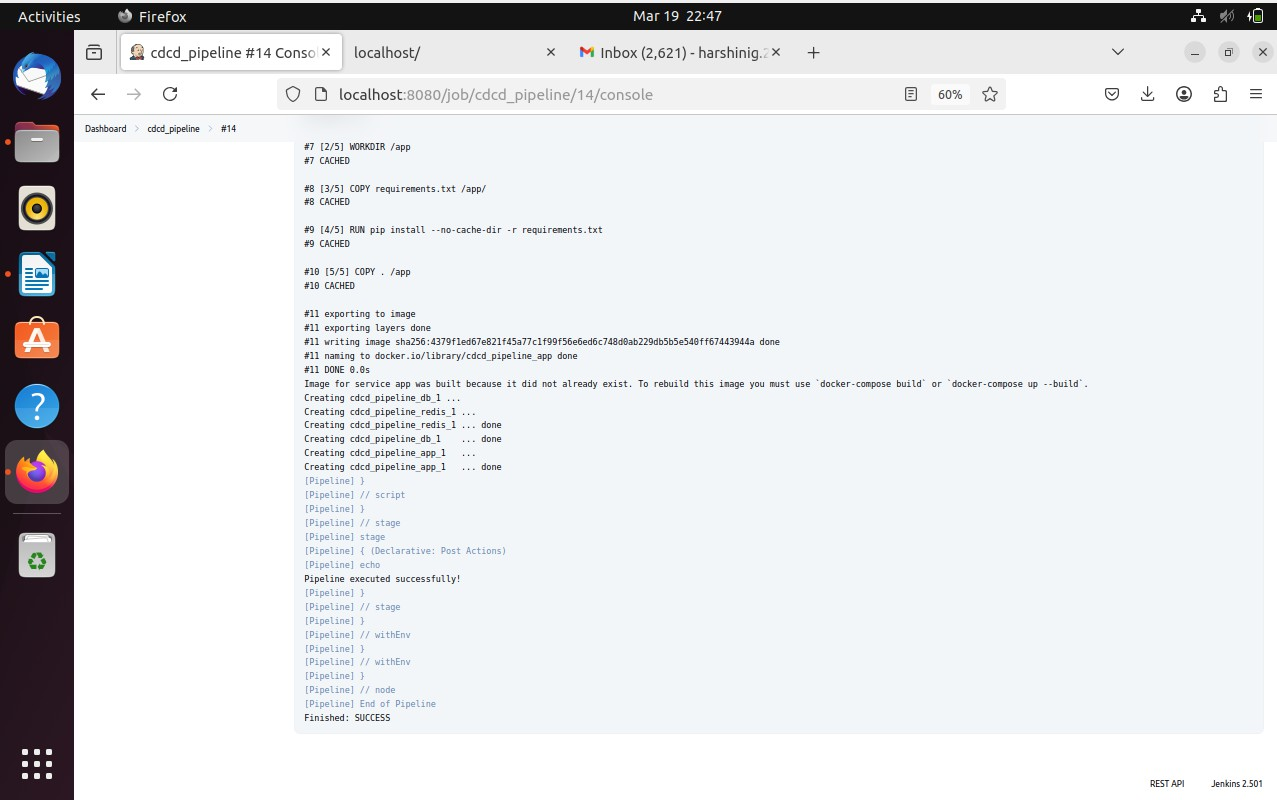 Activities
Firefox
Mar 19 22:47
cdcd_pipeline #14 Conso
localhost/
Inbox (2,621) - harshinig.2
localhost:8080/job/cdcd_pipeline/14/console
60%
Dashboard
cdcd_pipeline
#14
#7 [2/5] WORKDIR /app
#7 CACHED
#8 [3/5] COPY requirements.txt /app/
#8 CACHED
#9 [4/5] RUN pip install --no-cache-dir -r requirements.txt
#9 CACHED
#10 [5/5] COPY . /app
#10 CACHED
#11 exporting to image
#11 exporting layers done
#11 writing image sha256:4379f1ed67e821f45a77c1f99f56e6ed6c748d0ab229db5b5e540ff67443944a done
#11 naming to docker.io/library/cdcd_pipeline_app done
#11 DONE 0.0s
Image for service app was built because it did not already exist. To rebuild this image you must use `docker-compose build` or `docker-compose up --build`.
Creating cdcd_pipeline_db_1 ...
Creating cdcd_pipeline_redis_1 ...
Creating cdcd_pipeline_redis_1 ... done
Creating cdcd_pipeline_db_1    ... done
Creating cdcd_pipeline_app_1   ...
Creating cdcd_pipeline_app_1   ... done
[Pipeline] }
[Pipeline] // script
[Pipeline] }
[Pipeline] // stage
[Pipeline] stage
[Pipeline] { (Declarative: Post Actions)
[Pipeline] echo
Pipeline executed successfully!
[Pipeline] }
[Pipeline] // stage
[Pipeline] }
[Pipeline] // withEnv
[Pipeline] }
[Pipeline] // withEnv
[Pipeline] }
[Pipeline] // node
[Pipeline] End of Pipeline
Finished: SUCCESS
REST API
Jenkins 2.501